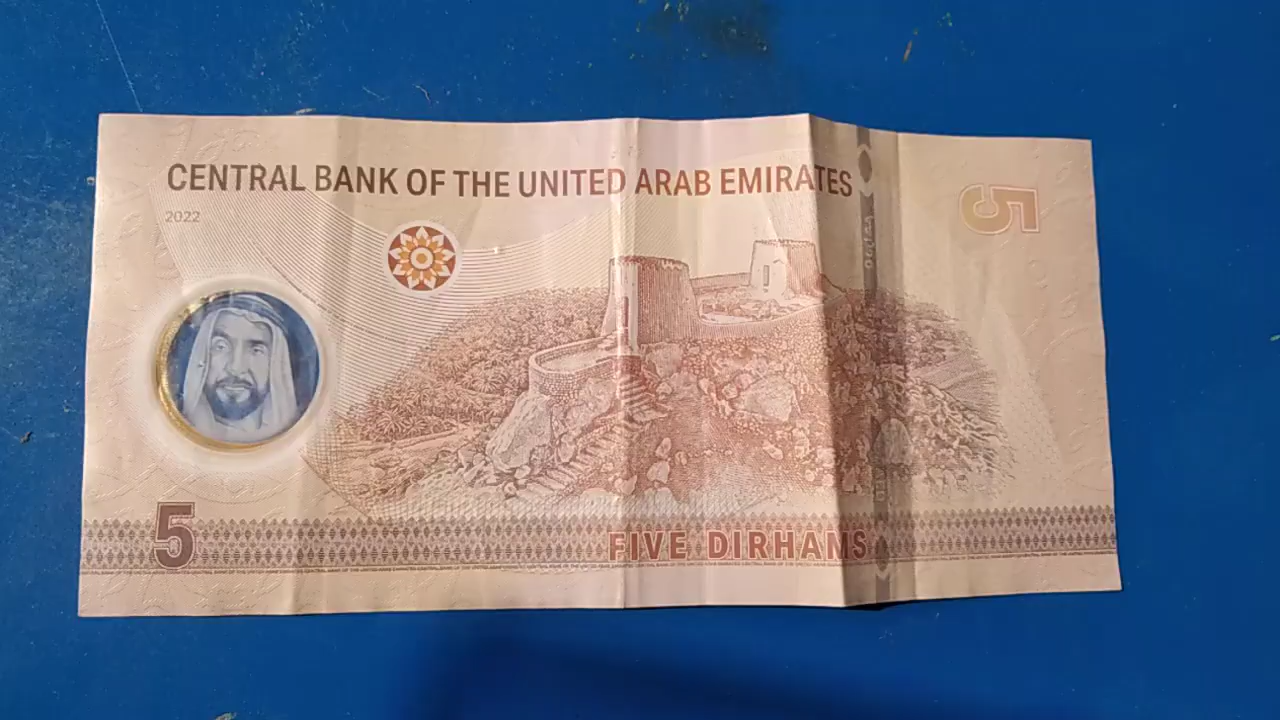 CENTRAL BANK OF THE UNITED ARAB EMIRATES
2022
5
5
FIVE DIRHAMS